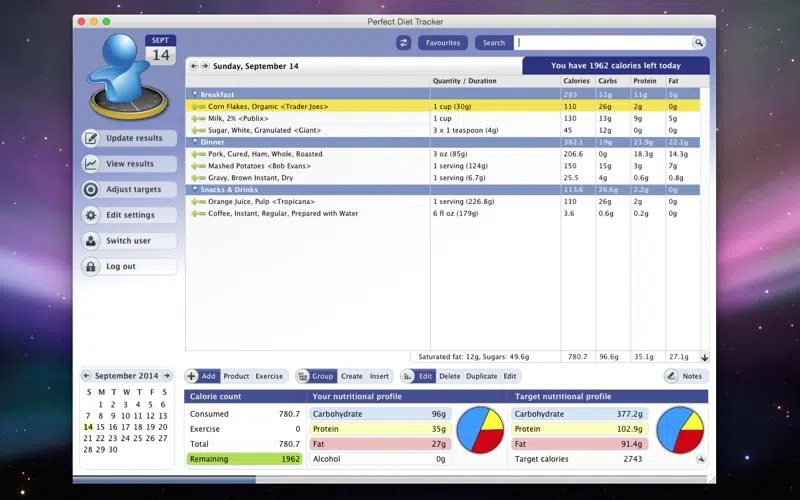 Perfect Diet Tracker
SEPT
14
Favourites
Search
Sunday, September 14
You have 1962 calories left today
Quantity / Duration Calories Carbs Protein Fat
Breakfast 285 51g 11g 5g
Corn Flakes, Organic <Trader Joes> 1 cup (30g) 110 26g 2g 0g
Milk, 2% <Publix> 1 cup 130 13g 9g 5g
Sugar, White, Granulated <Giant> 3 x 1 teaspoon (4g) 45 12g 0g 0g
Dinner 382.1 19g 21.9g 22.1g
Pork, Cured, Ham, Whole, Roasted 3 oz (85g) 206.6 0g 18.3g 14.3g
Mashed Potatoes <Bob Evans> 1 serving (124g) 150 15g 3g 7g
Gravy, Brown Instant, Dry 1 serving (6.7g) 25.5 4g 0.6g 0.8g
Snacks & Drinks 113.6 26.6g 2.2g 0g
Orange Juice, Pulp <Tropicana> 1 serving (226.8g) 110 26g 2g 0g
Coffee, Instant, Regular, Prepared with Water 6 fl oz (179g) 3.6 0.6g 0.2g 0g
Saturated fat: 12g, Sugars: 49.6g 780.7 96.6g 35.1g 27.1g
Update results
View results
Adjust targets
Edit settings
Switch user
Log out
September 2014
S M T W T F S
1 2 3 4 5 6
7 8 9 10 11 12 13
14 15 16 17 18 19 20
21 22 23 24 25 26 27
28 29 30
Add Product Exercise
Group Create Insert
Edit Delete Duplicate Edit
Notes
Calorie count
Consumed 780.7
Exercise 0
Total 780.7
Remaining 1962
Your nutritional profile
Carbohydrate 96g
Protein 35g
Fat 27g
Alcohol 0g
Target nutritional profile
Carbohydrate 377.2g
Protein 102.9g
Fat 91.4g
Target calories 2743